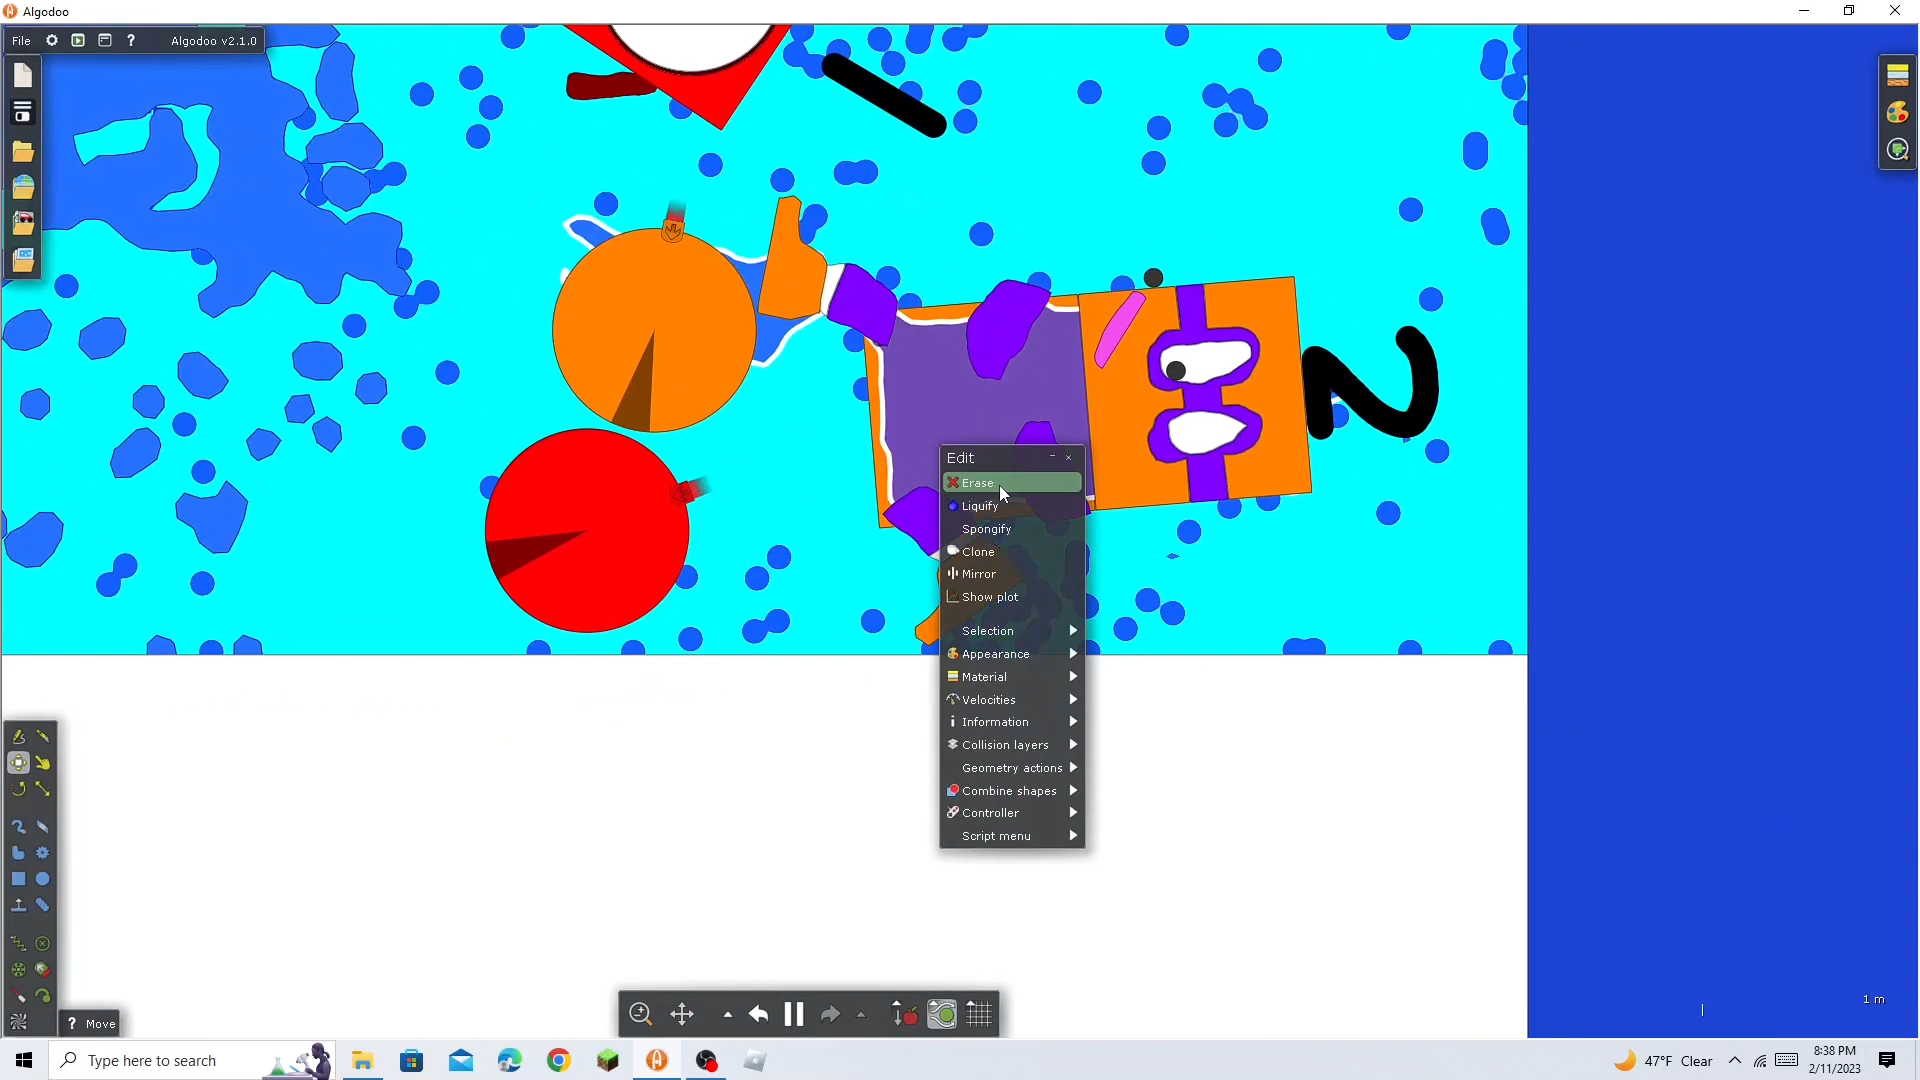 Algodoo
File ? Algodoo v2.1.0
2
Edit
Erase
Liquify
Spongify
Clone
Mirror
Show plot
Selection
Appearance
Material
Velocities
Information
Collision layers
Geometry actions
Combine shapes
Controller
Script menu
1 m
? Move
Type here to search
47°F Clear
8:38 PM
2/11/2023